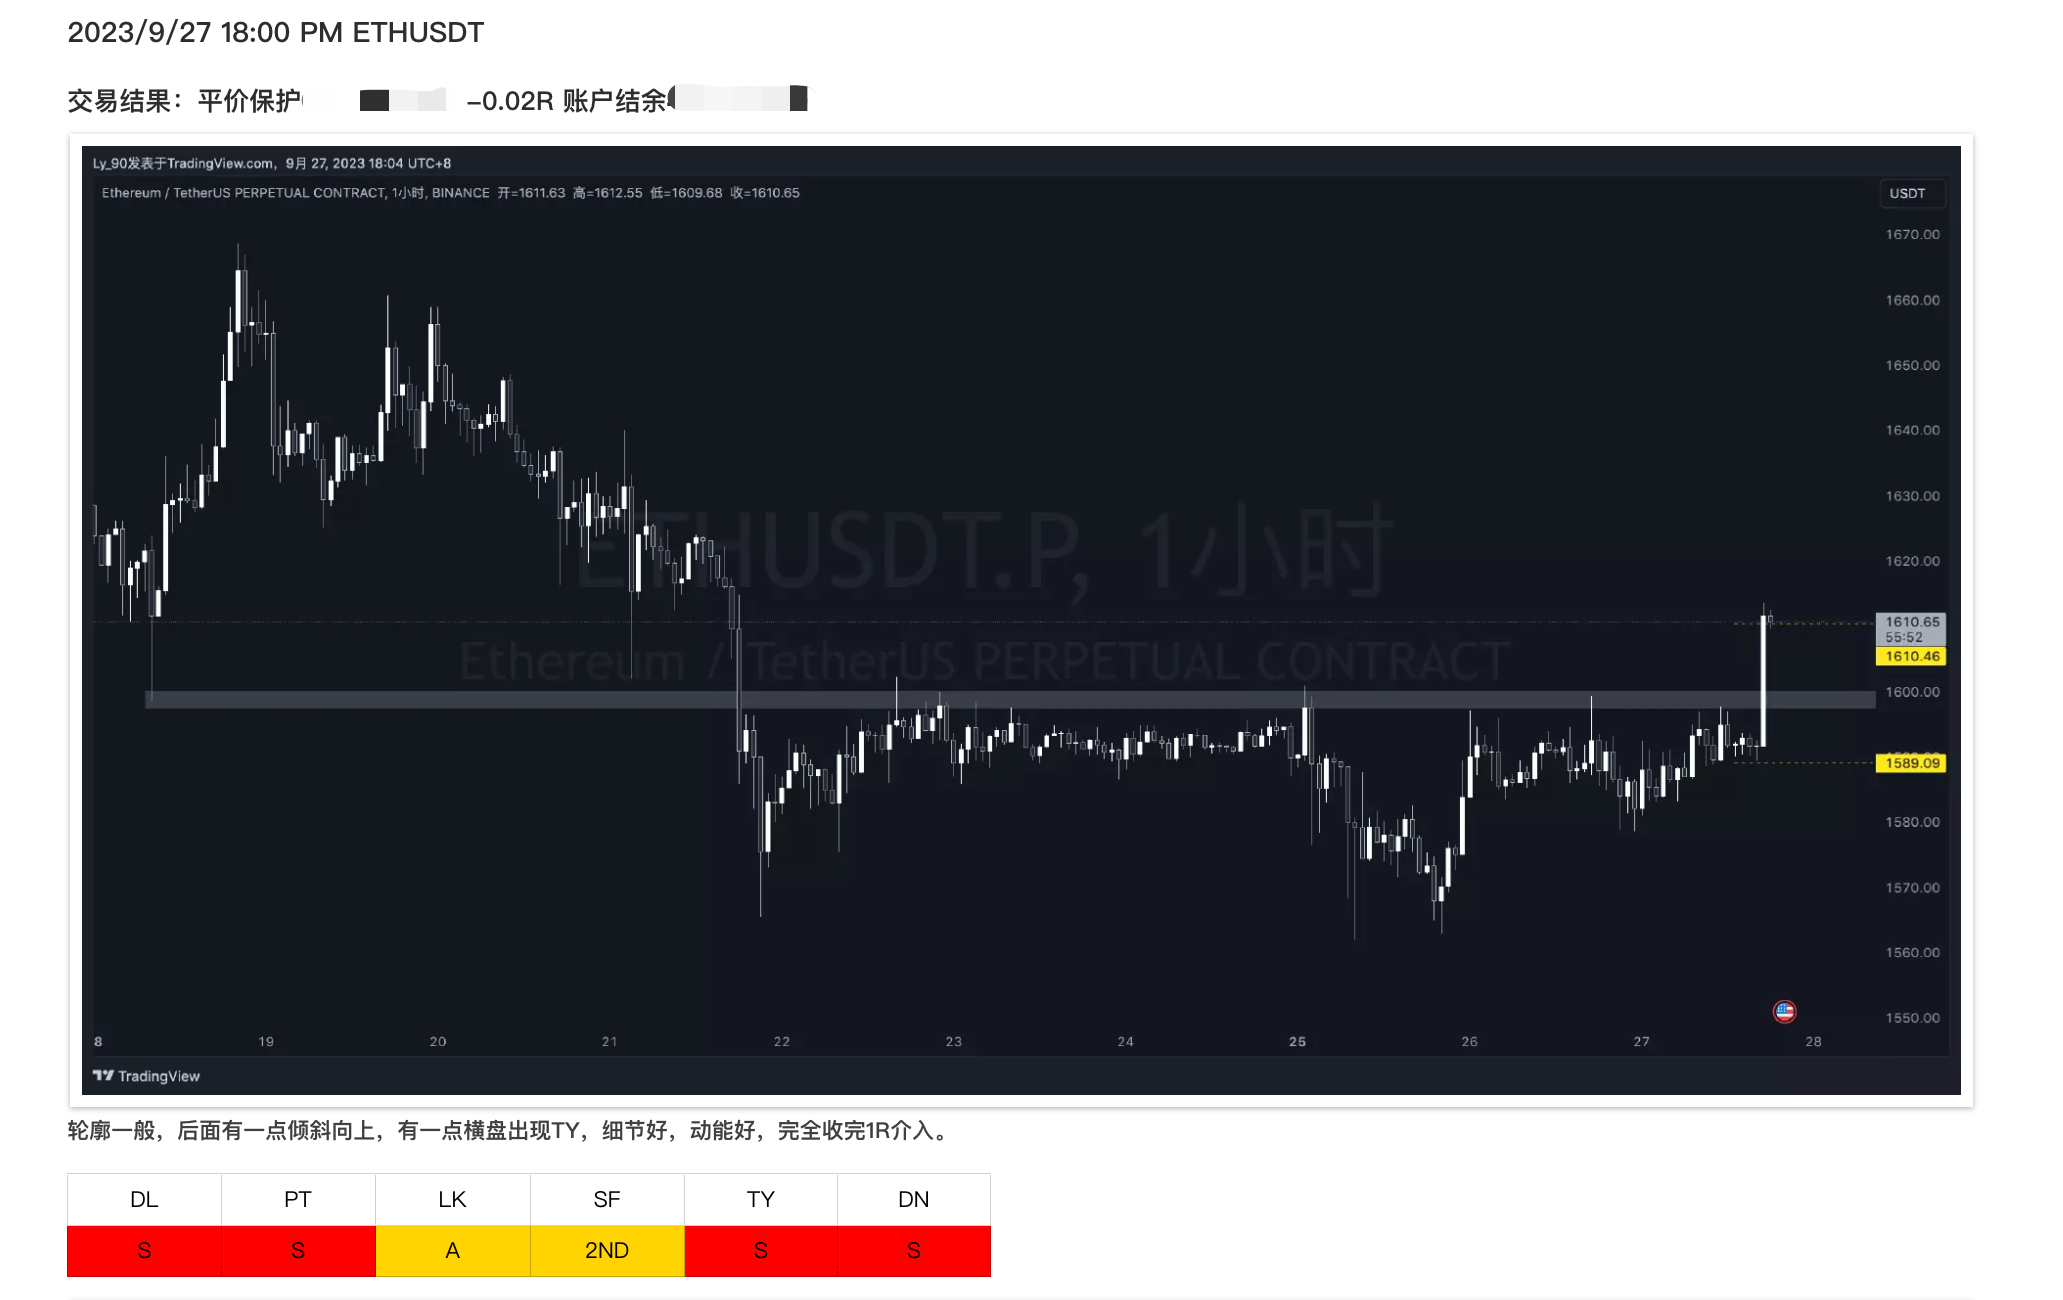 2023/9/27 18:00 PM ETHUSDT
交易结果：平价保护 -0.02R 账户结余
Ly_90发表于TradingView.com，9月 27, 2023 18:04 UTC+8
Ethereum / TetherUS PERPETUAL CONTRACT, 1小时, BINANCE 开=1611.63 高=1612.55 低=1609.68 收=1610.65
USDT
1670.00
1660.00
1650.00
1640.00
1630.00
ETHUSDT.P, 1小时
1620.00
1610.65
55:52
Ethereum / TetherUS PERPETUAL CONTRACT
1610.46
1600.00
1589.09
1580.00
1570.00
1560.00
1550.00
8 19 20 21 22 23 24 25 26 27 28
TradingView
轮廓一般，后面有一点倾斜向上，有一点横盘出现TY，细节好，动能好，完全收完1R介入。
DL PT LK SF TY DN
S S A 2ND S S